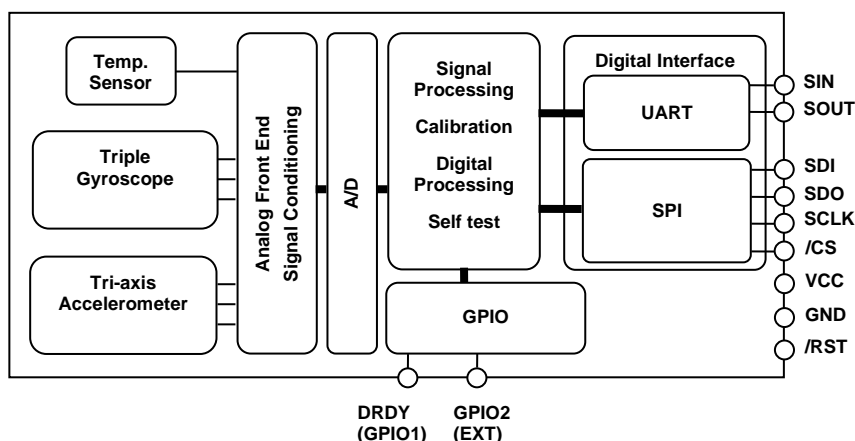 Temp.
Sensor
Triple
Gyroscope
Tri-axis
Accelerometer
Analog Front End
Signal Conditioning
A/D
Signal
Processing
Calibration
Digital
Processing
Self test
GPIO
Digital Interface
UART
SPI
SIN
SOUT
SDI
SDO
SCLK
/CS
VCC
GND
/RST
DRDY
(GPIO1)
GPIO2
(EXT)